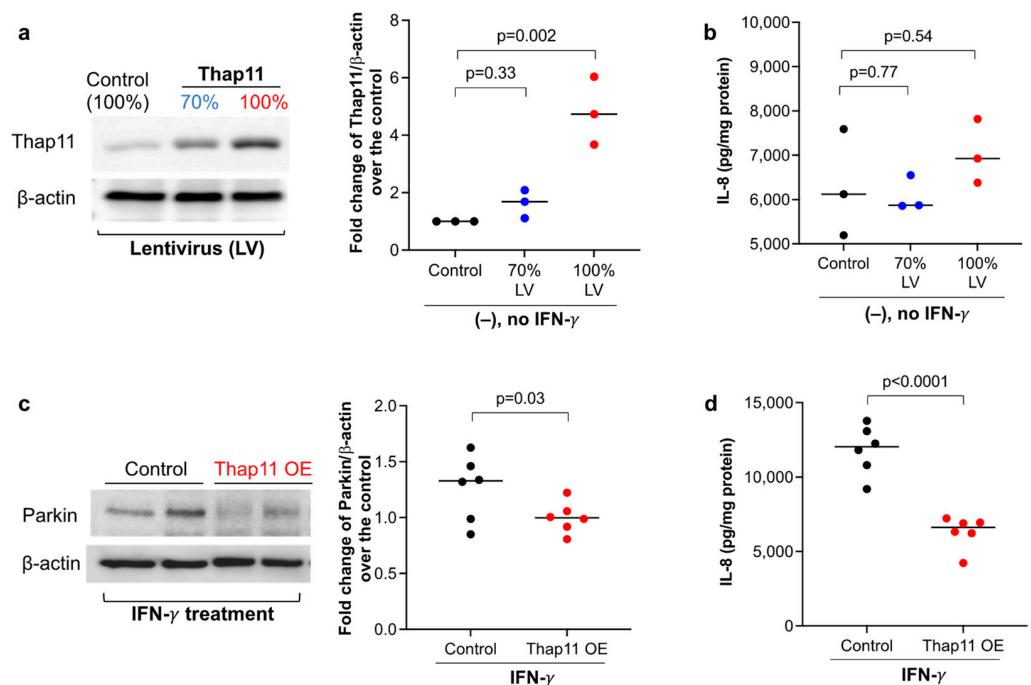 a
Control
(100%)
Thap11
70% 100%
Thap11
β-actin
Lentivirus (LV)
Fold change of Thap11/β-actin
over the control
8
6
4
2
0
p=0.002
p=0.33
Control
70%
LV
100%
LV
(–), no IFN-γ
b
IL-8 (pg/mg protein)
10,000
9,000
8,000
7,000
6,000
5,000
p=0.54
p=0.77
Control
70%
LV
100%
LV
(–), no IFN-γ
c
Control Thap11 OE
Parkin
β-actin
IFN-γ treatment
Fold change of Parkin/β-actin
over the control
2.0
1.5
1.0
0.5
0.0
p=0.03
Control Thap11 OE
IFN-γ
d
IL-8 (pg/mg protein)
15,000
10,000
5,000
0
p<0.0001
Control Thap11 OE
IFN-γ